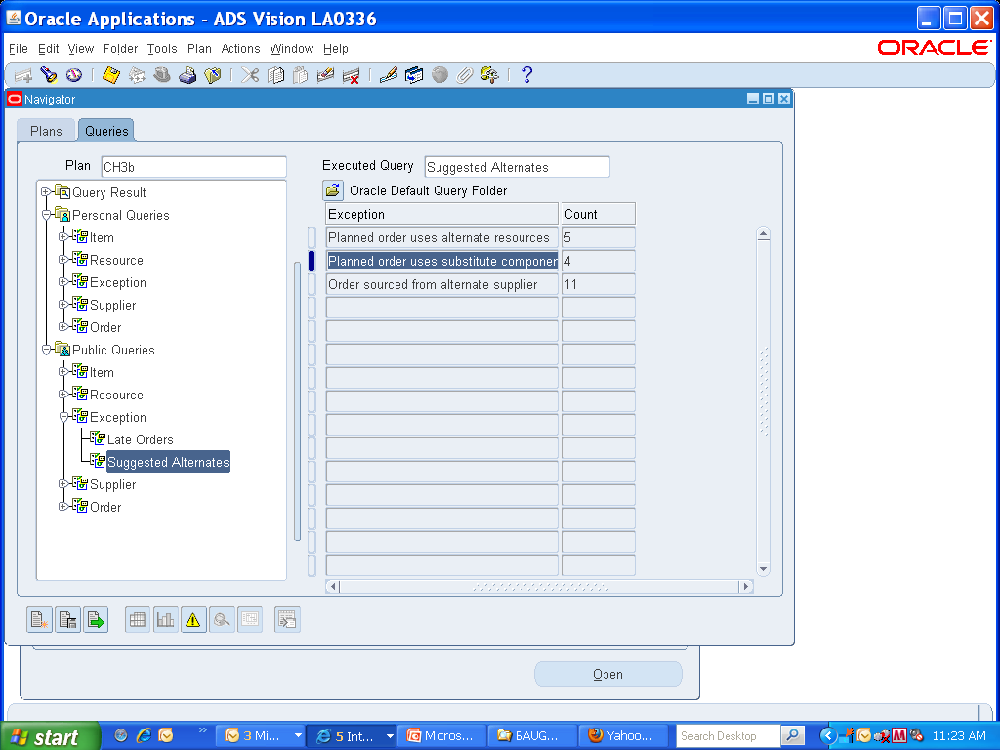 Oracle Applications - ADS Vision LA0336
File Edit View Folder Tools Plan Actions Window Help
ORACLE
Navigator
Plans Queries
Plan CH3b
Executed Query Suggested Alternates
Oracle Default Query Folder
Query Result
Personal Queries
Item
Resource
Exception
Supplier
Order
Public Queries
Item
Resource
Exception
Late Orders
Suggested Alternates
Supplier
Order
Exception Count
Planned order uses alternate resources 5
Planned order uses substitute componen 4
Order sourced from alternate supplier 11
Open
start
3 Mi...
5 Int...
Micros...
BAUG...
Yahoo...
Search Desktop
11:23 AM